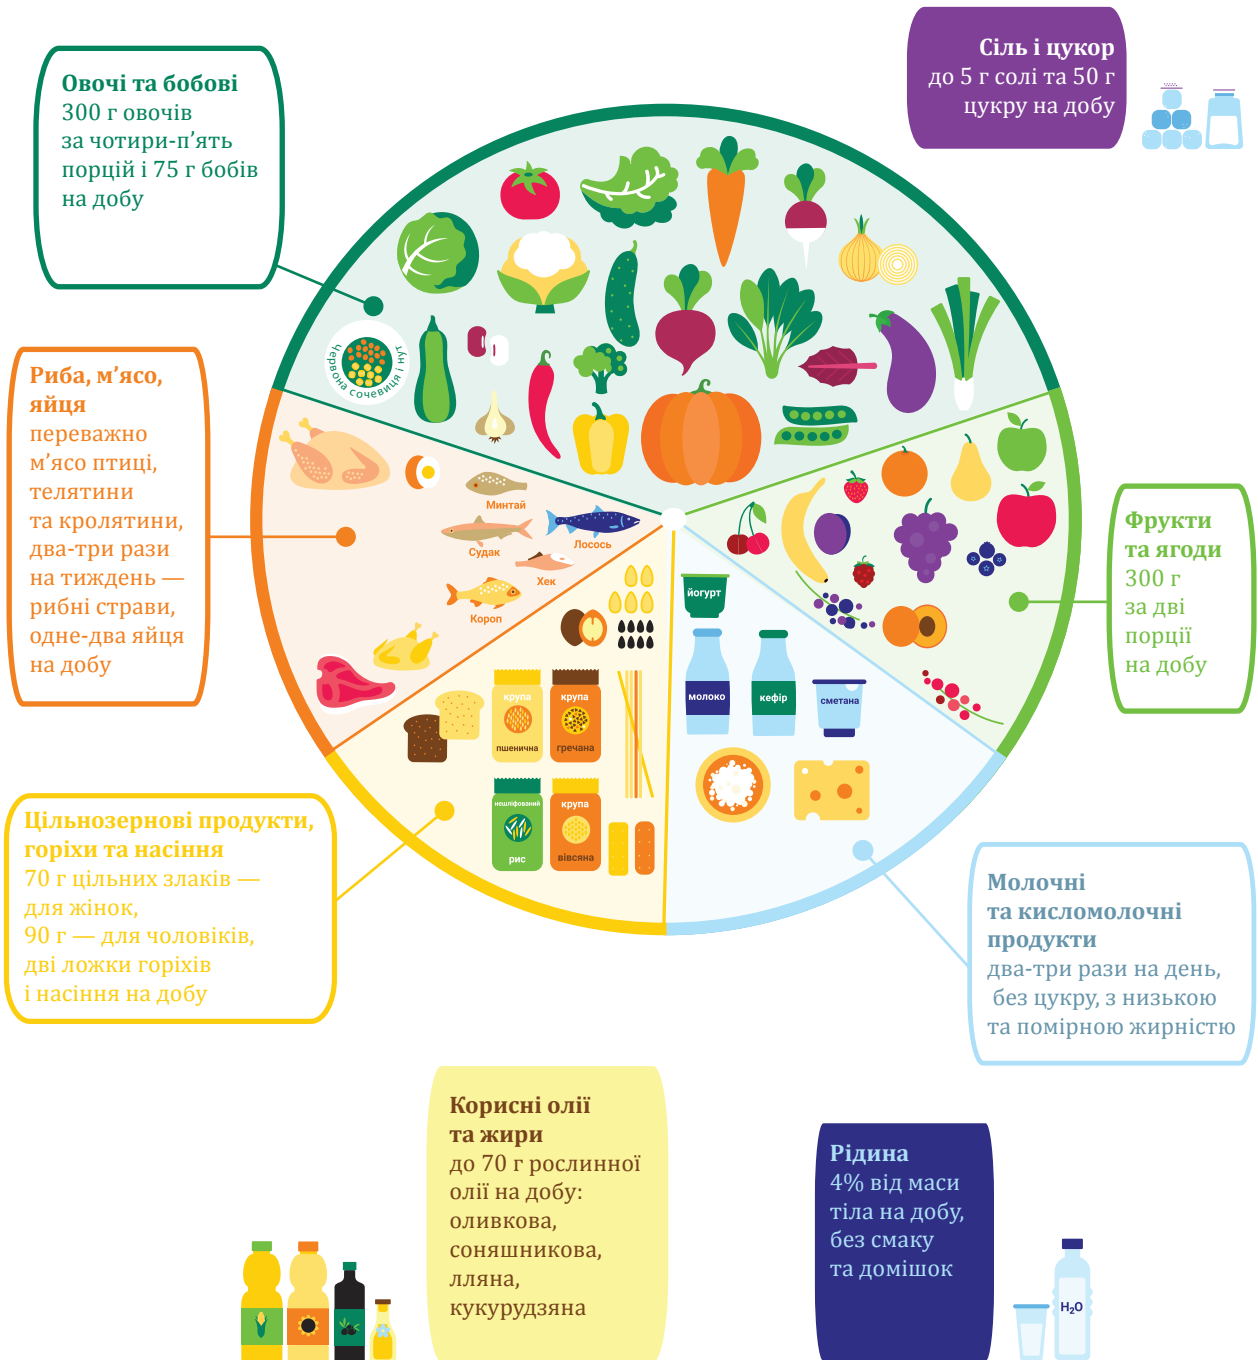 Сіль і цукор
до 5 г солі та 50 г
цукру на добу
Овочі та бобові
300 г овочів
за чотири-п’ять
порцій і 75 г бобів
на добу
Червона сочевиця і нут
Риба, м’ясо,
яйця
переважно
м’ясо птиці,
телятини
та кролятини,
два-три рази
на тиждень —
рибні страви,
одне-два яйця
на добу
Минтай
Лосось
Судак
Хек
Короп
Фрукти
та ягоди
300 г
за дві
порції
на добу
йогурт
молоко
кефір
сметана
крупа
пшенична
крупа
гречана
нешліфований
рис
крупа
вівсяна
Цільнозернові продукти,
горіхи та насіння
70 г цільних злаків —
для жінок,
90 г — для чоловіків,
дві ложки горіхів
і насіння на добу
Молочні
та кисломолочні
продукти
два-три рази на день,
без цукру, з низькою
та помірною жирністю
Корисні олії
та жири
до 70 г рослинної
олії на добу:
оливкова,
соняшникова,
лляна,
кукурудзяна
Рідина
4% від маси
тіла на добу,
без смаку
та домішок
H₂O